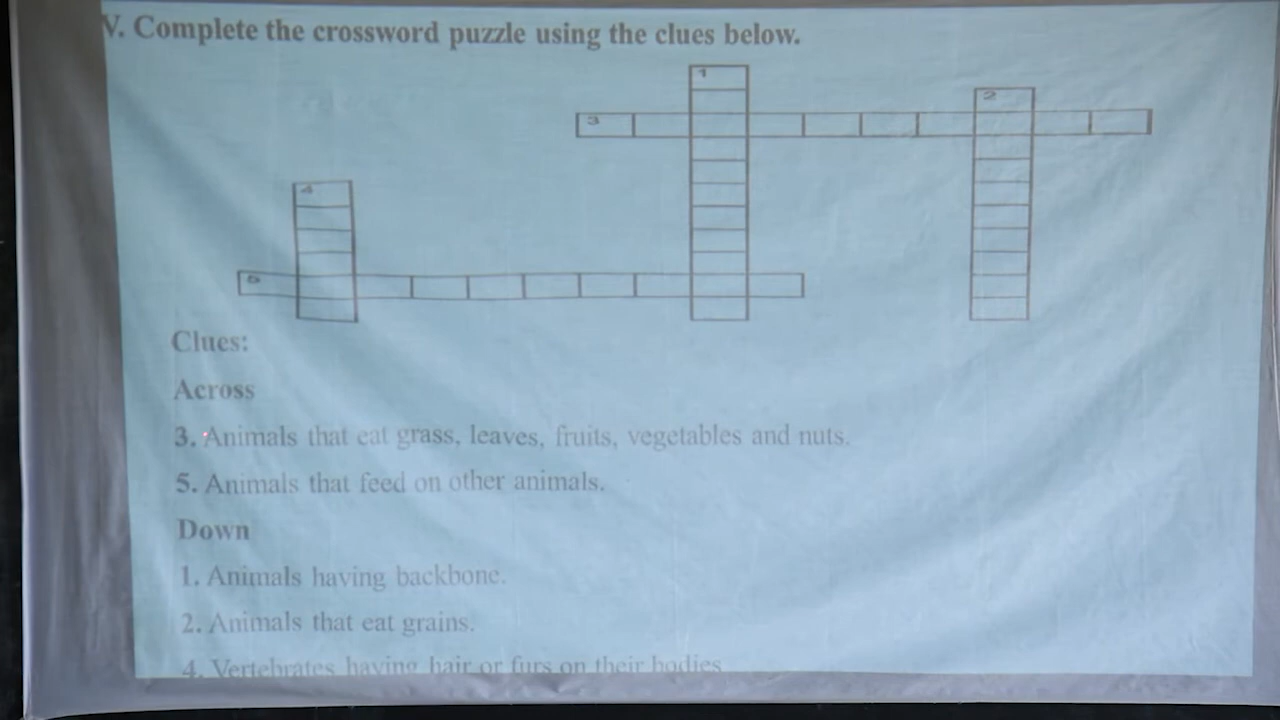 V. Complete the crossword puzzle using the clues below.
1
2
3
4
5
Clues:
Across
3. Animals that eat grass, leaves, fruits, vegetables and nuts.
5. Animals that feed on other animals.
Down
1. Animals having backbone.
2. Animals that eat grains.
4. Vertebrates having hair or furs on their bodies